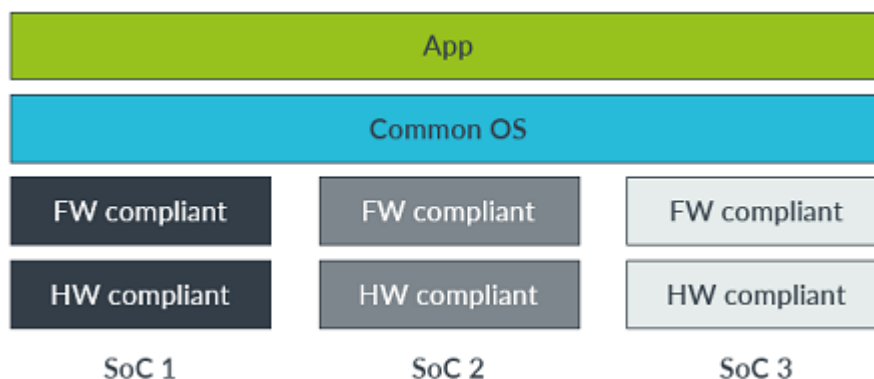 App
Common OS
FW compliant FW compliant FW compliant
HW compliant HW compliant HW compliant
SoC 1 SoC 2 SoC 3